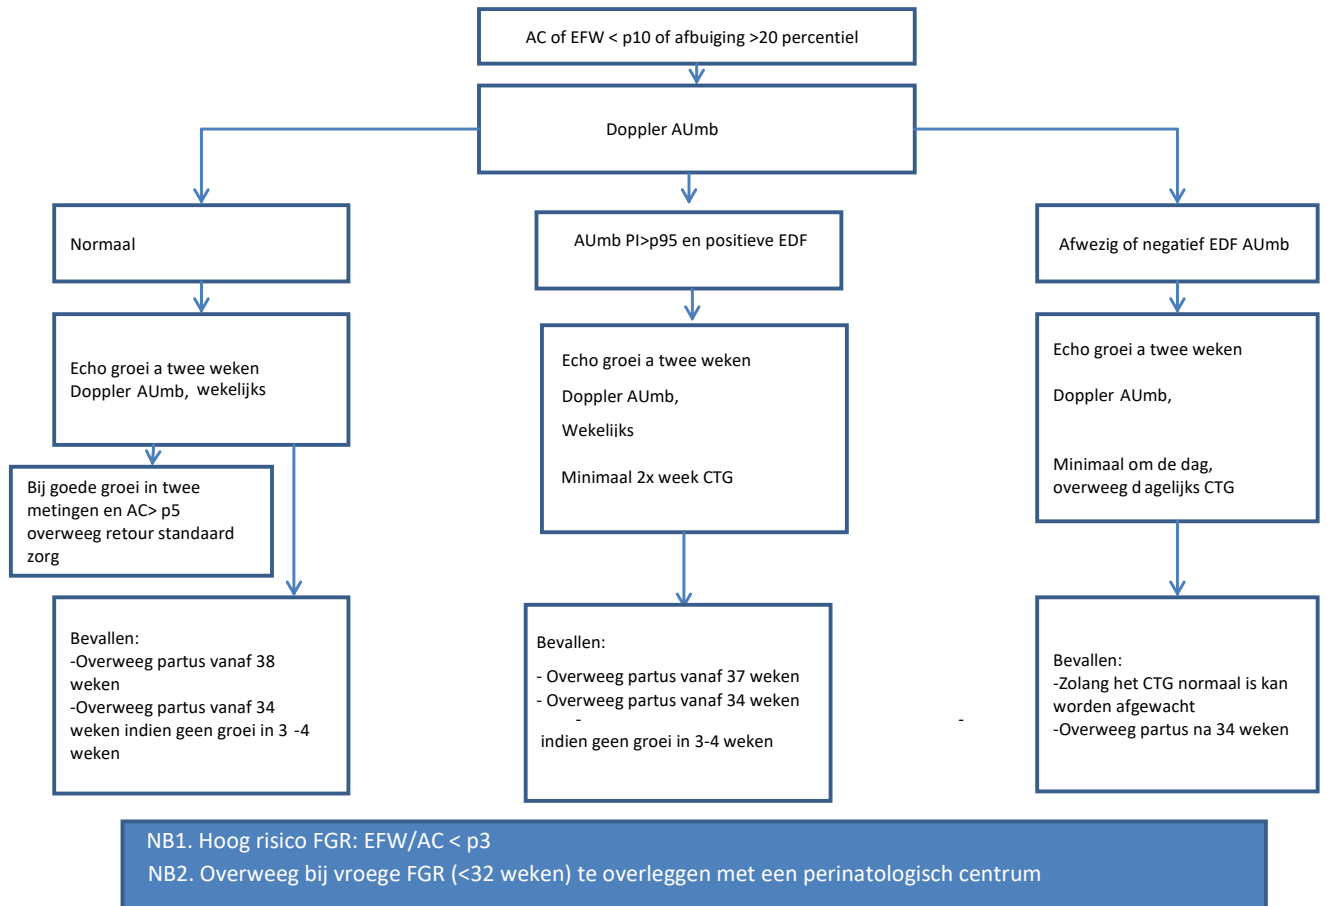 AC of EFW < p10 of afbuiging >20 percentiel
Doppler AUmb
Normaal
AUmb PI>p95 en positieve EDF
Afwezig of negatief EDF AUmb
Echo groei a twee weken
Doppler AUmb, wekelijks
Echo groei a twee weken
Doppler AUmb,
Wekelijks
Minimaal 2x week CTG
Echo groei a twee weken
Doppler AUmb,
Minimaal om de dag,
overweeg d agelijks CTG
Bij goede groei in twee
metingen en AC> p5
overweeg retour standaard
zorg
Bevallen:
-Overweeg partus vanaf 38
weken
-Overweeg partus vanaf 34
weken indien geen groei in 3 -4
weken
Bevallen:
- Overweeg partus vanaf 37 weken
- Overweeg partus vanaf 34 weken
-
indien geen groei in 3-4 weken
-
Bevallen:
-Zolang het CTG normaal is kan
worden afgewacht
-Overweeg partus na 34 weken
NB1. Hoog risico FGR: EFW/AC < p3
NB2. Overweeg bij vroege FGR (<32 weken) te overleggen met een perinatologisch centrum